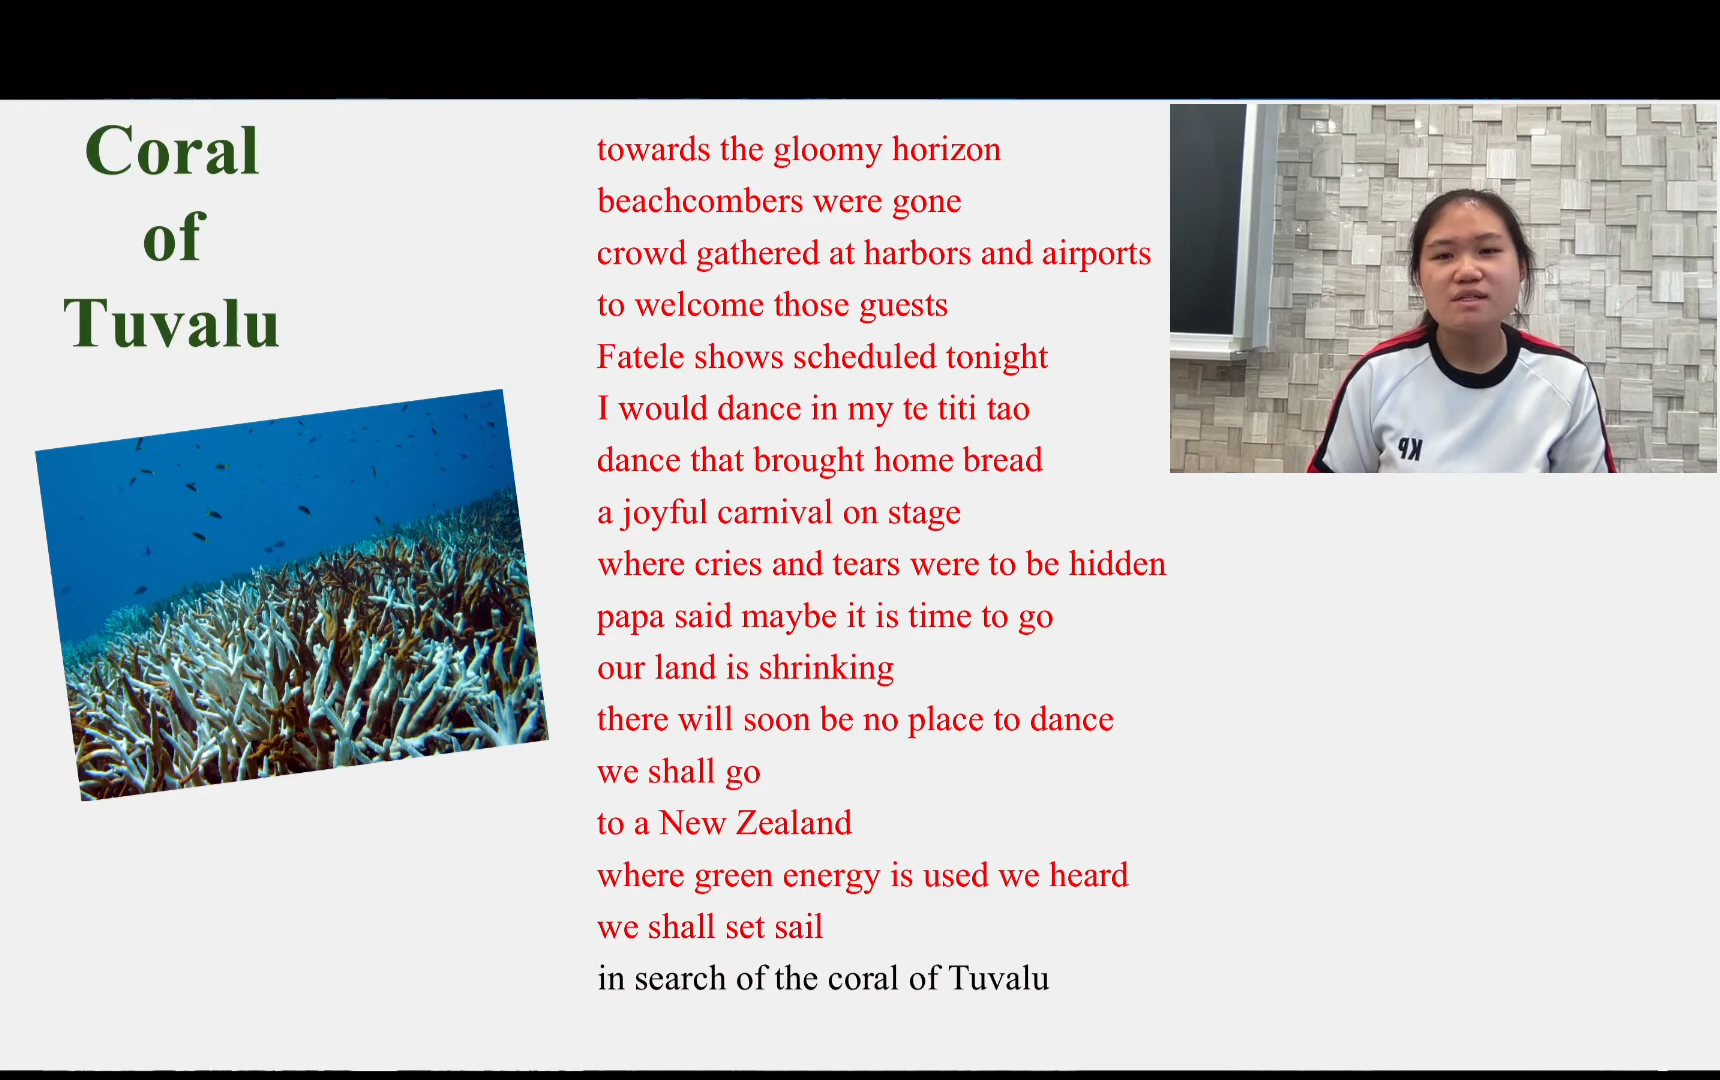 Coral
of
Tuvalu
towards the gloomy horizon
beachcombers were gone
crowd gathered at harbors and airports
to welcome those guests
Fatele shows scheduled tonight
I would dance in my te titi tao
dance that brought home bread
a joyful carnival on stage
where cries and tears were to be hidden
papa said maybe it is time to go
our land is shrinking
there will soon be no place to dance
we shall go
to a New Zealand
where green energy is used we heard
we shall set sail
in search of the coral of Tuvalu
KP